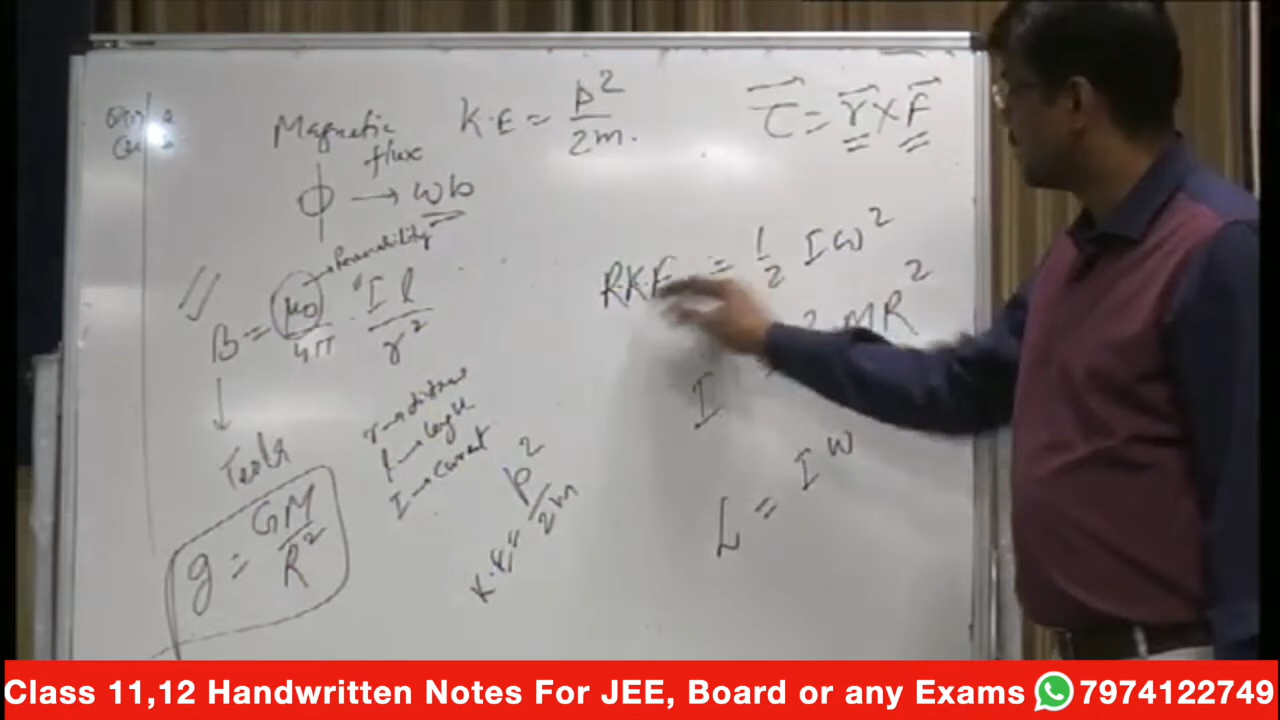 Magnetic flux
K.E = p²/2m.
τ⃗ = r⃗ × F⃗
ϕ → wb
Permeability
B = μ₀/4π · Il/r²
Tesla
r → distance
l → length
I → Current
g = GM/R²
K.E = p²/2m
R.K.E = 1/2 Iω²
MR²
I
L = Iω
Class 11,12 Handwritten Notes For JEE, Board or any Exams 7974122749